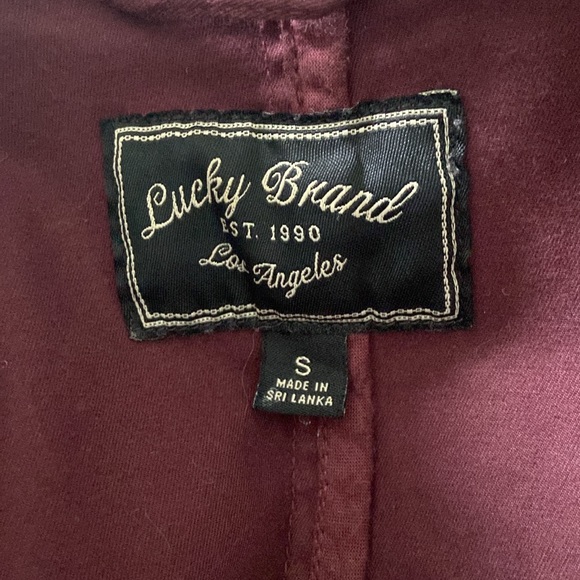 Lucky Brand
EST. 1990
Los Angeles
S
MADE IN
SRI LANKA